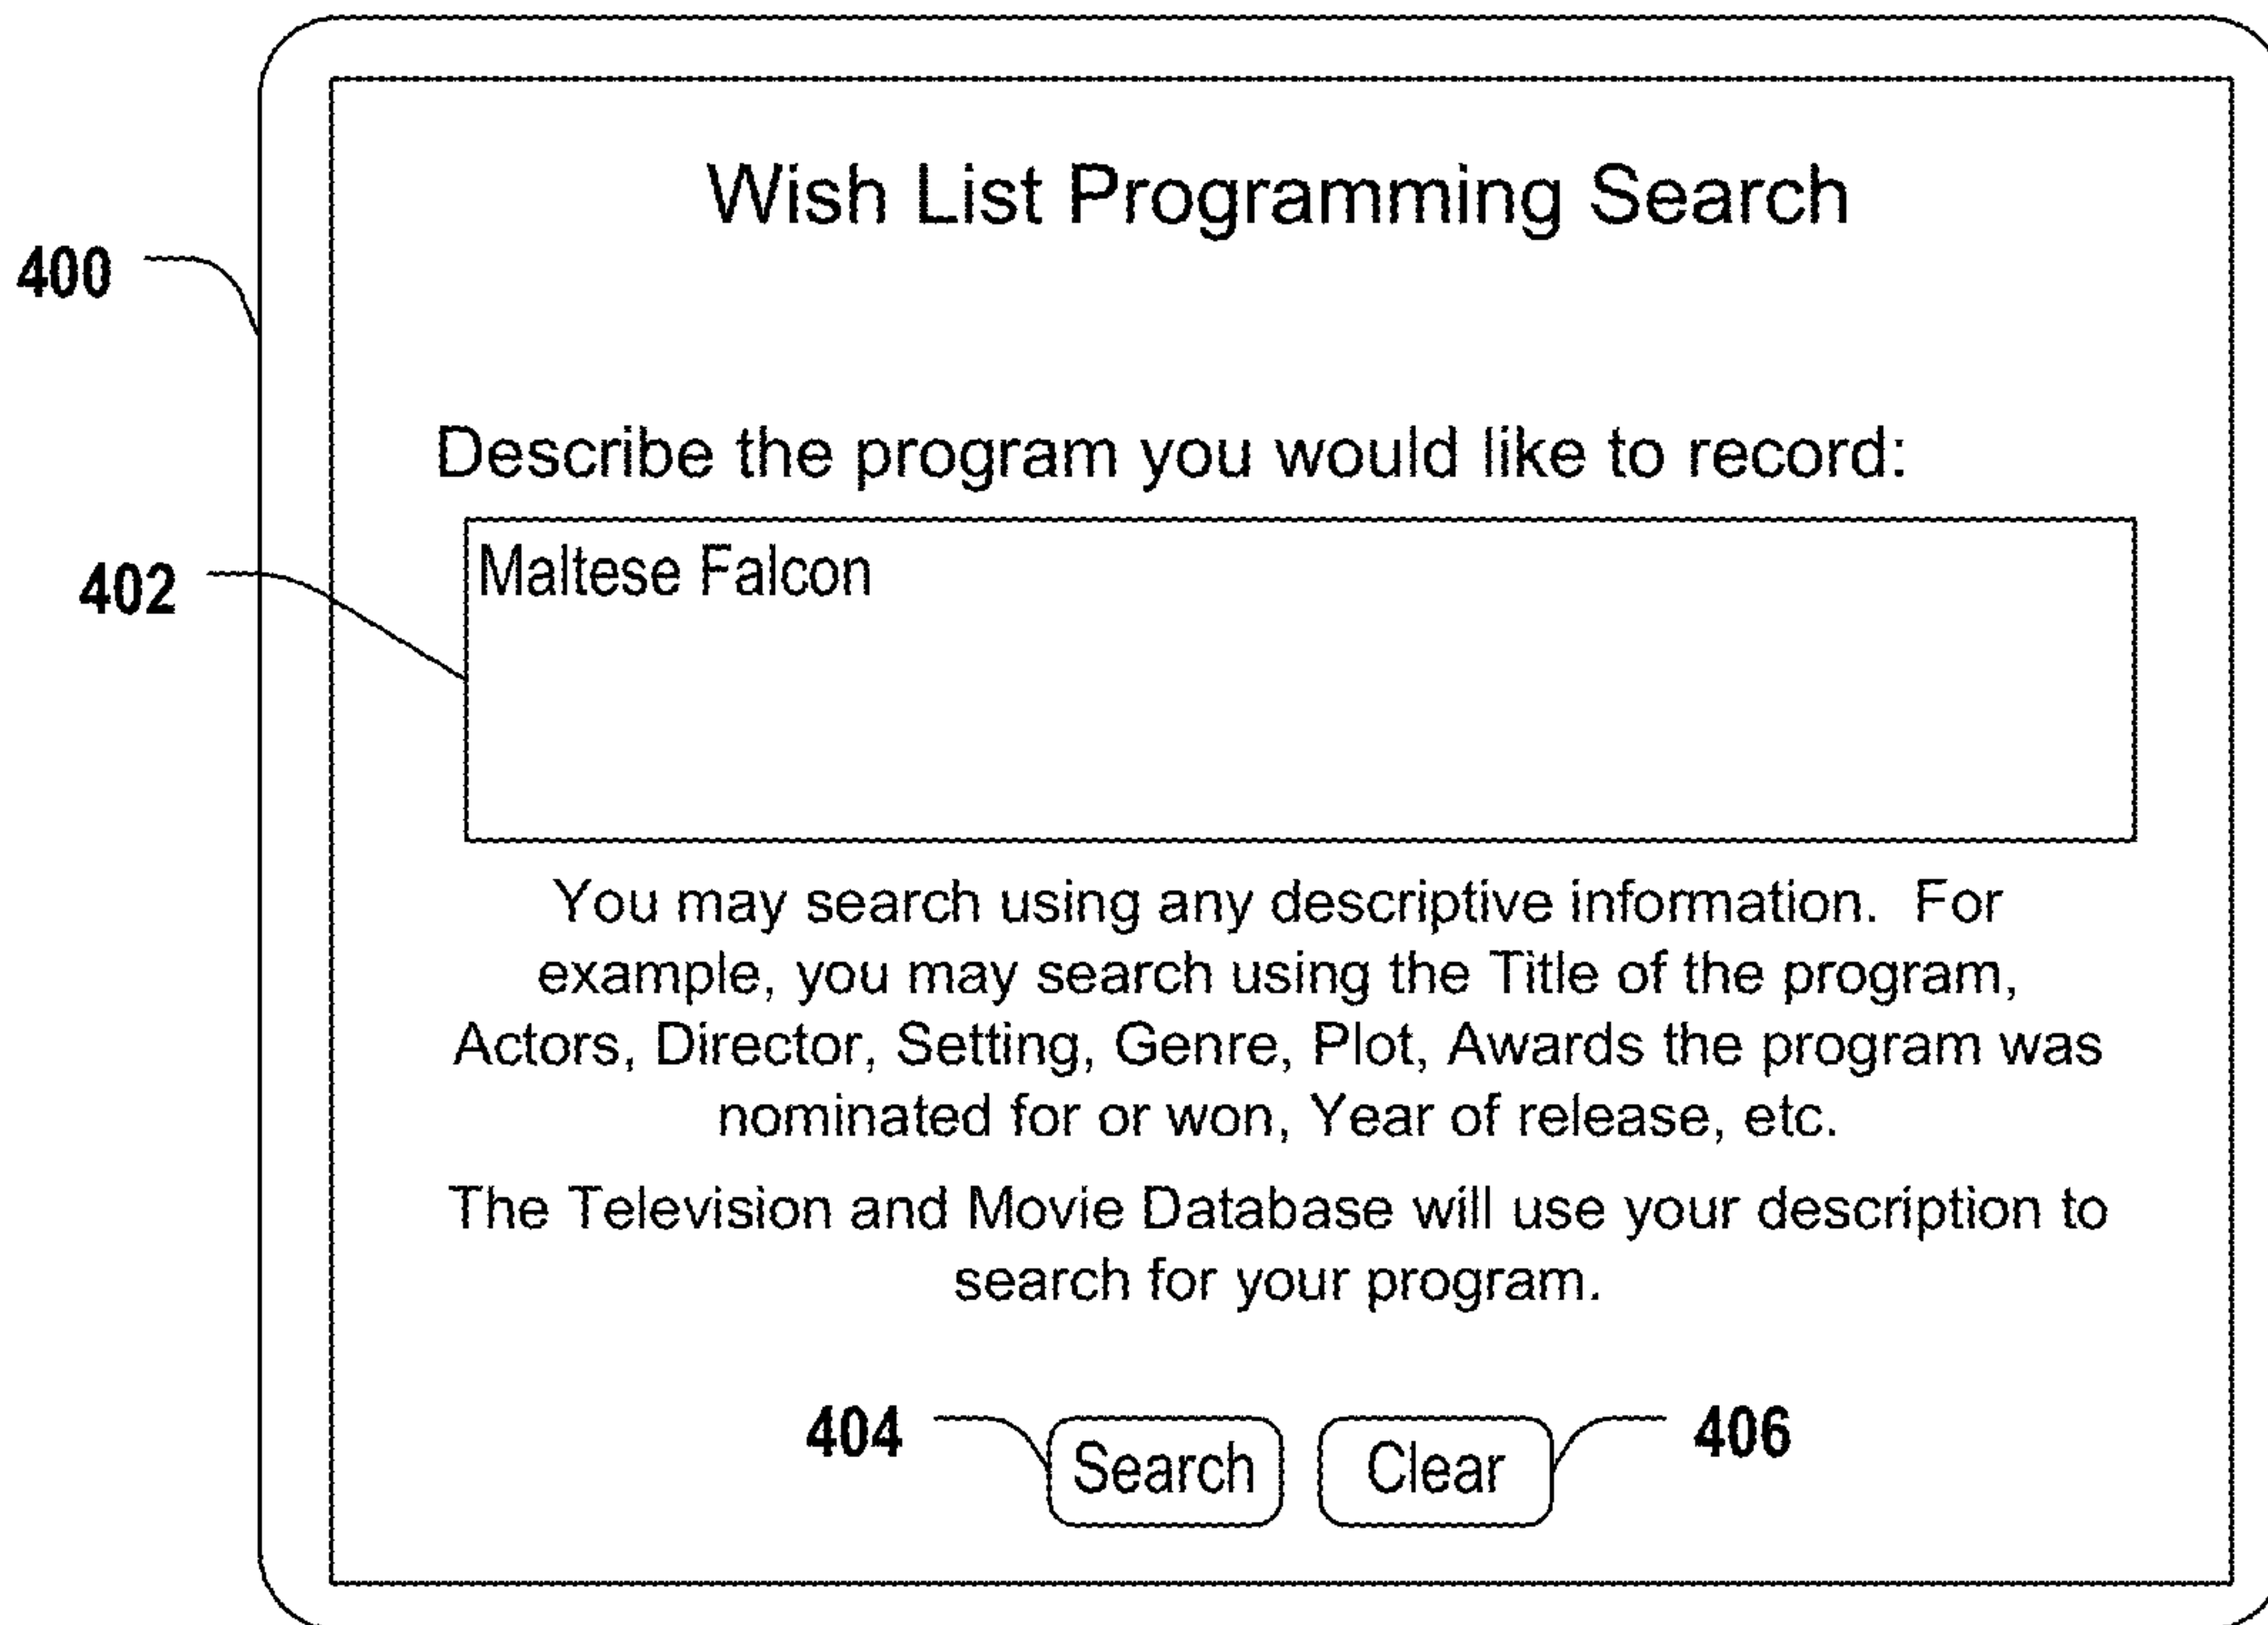 Wish List Programming Search
400
Describe the program you would like to record:
Maltese Falcon
402
You may search using any descriptive information.  For
example, you may search using the Title of the program,
Actors, Director, Setting, Genre, Plot, Awards the program was
nominated for or won, Year of release, etc.
The Television and Movie Database will use your description to
search for your program.
404 Search Clear 406